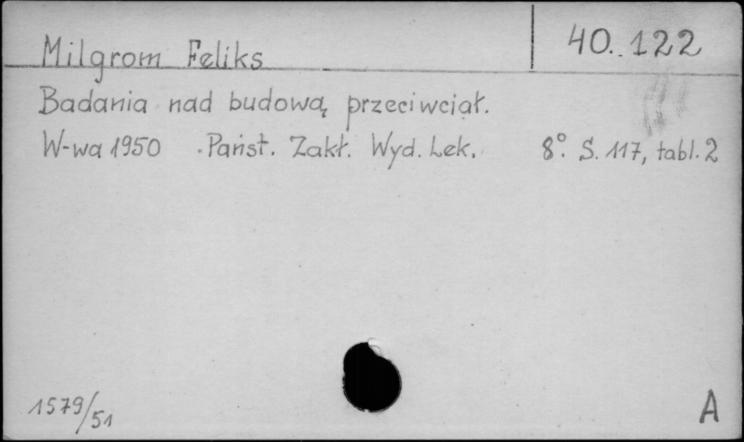 Milgrom Feliks 40.122
Badania nad budową przeciwciał.
W-wa 1950 Państ. Zakł. Wyd. Lek. 8°. S. 117, tabl. 2
1579/51 A